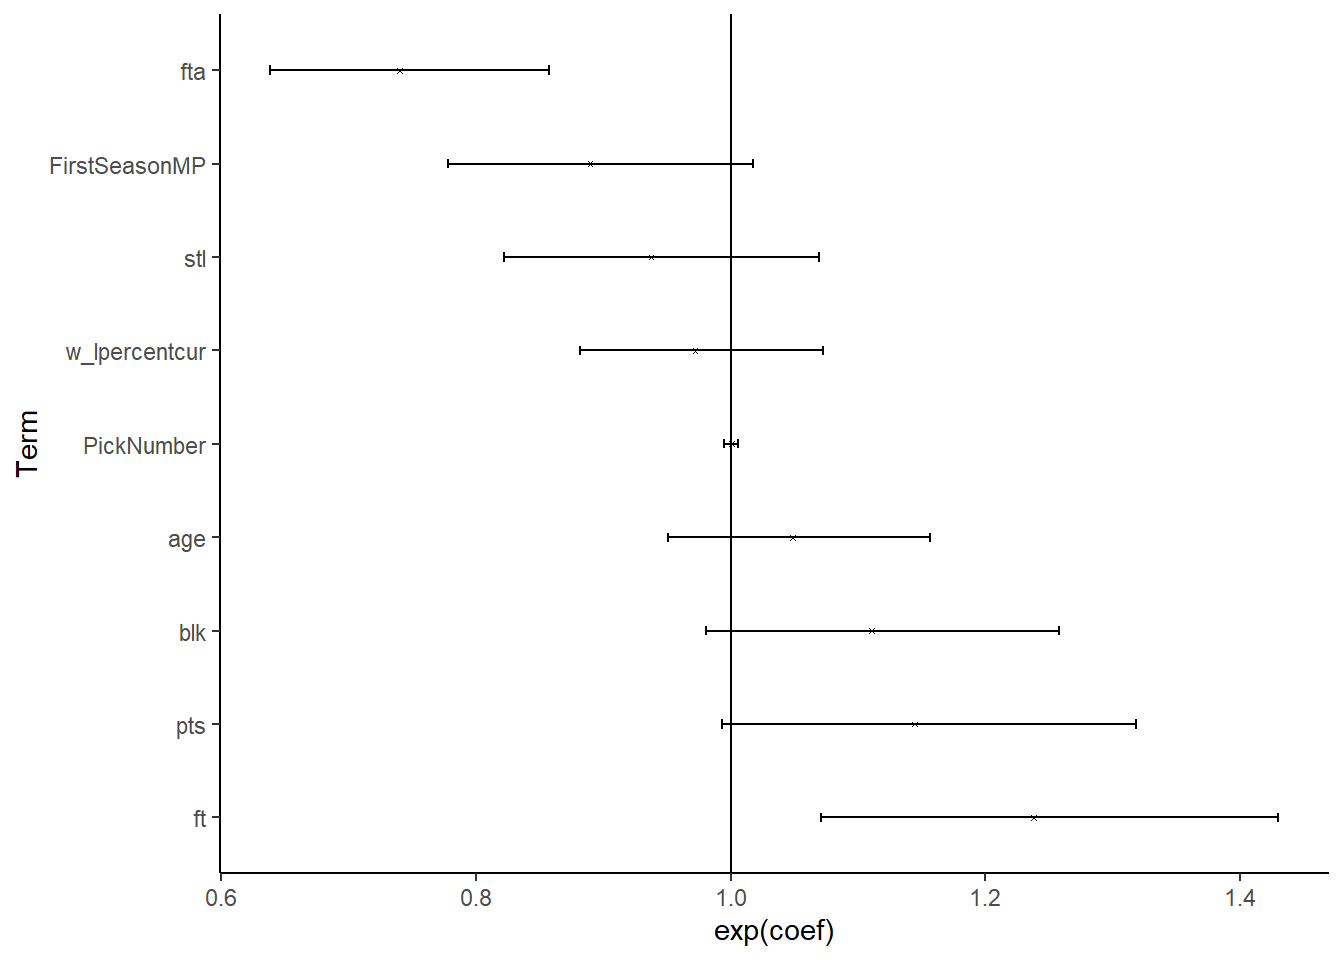 fta
FirstSeasonMP
stl
w_lpercentcur
PickNumber
age
blk
pts
ft
Term
0.6 0.8 1.0 1.2 1.4
exp(coef)